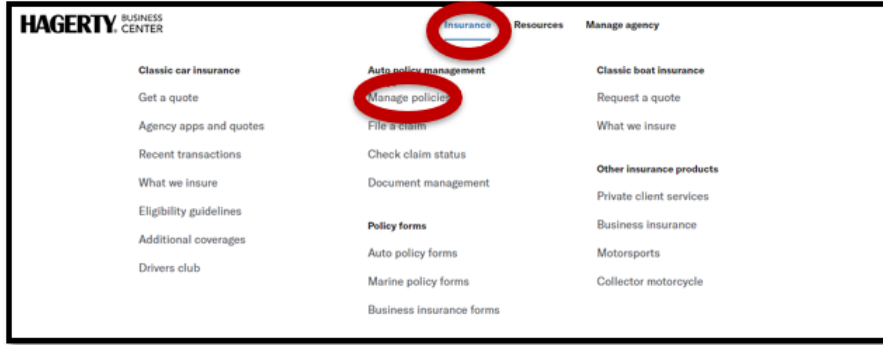 HAGERTY. BUSINESS CENTER
Insurance Resources Manage agency
Classic car insurance
Get a quote
Agency apps and quotes
Recent transactions
What we insure
Eligibility guidelines
Additional coverages
Drivers club
Auto policy management
Manage policies
File a claim
Check claim status
Document management
Policy forms
Auto policy forms
Marine policy forms
Business insurance forms
Classic boat insurance
Request a quote
What we insure
Other insurance products
Private client services
Business insurance
Motorsports
Collector motorcycle